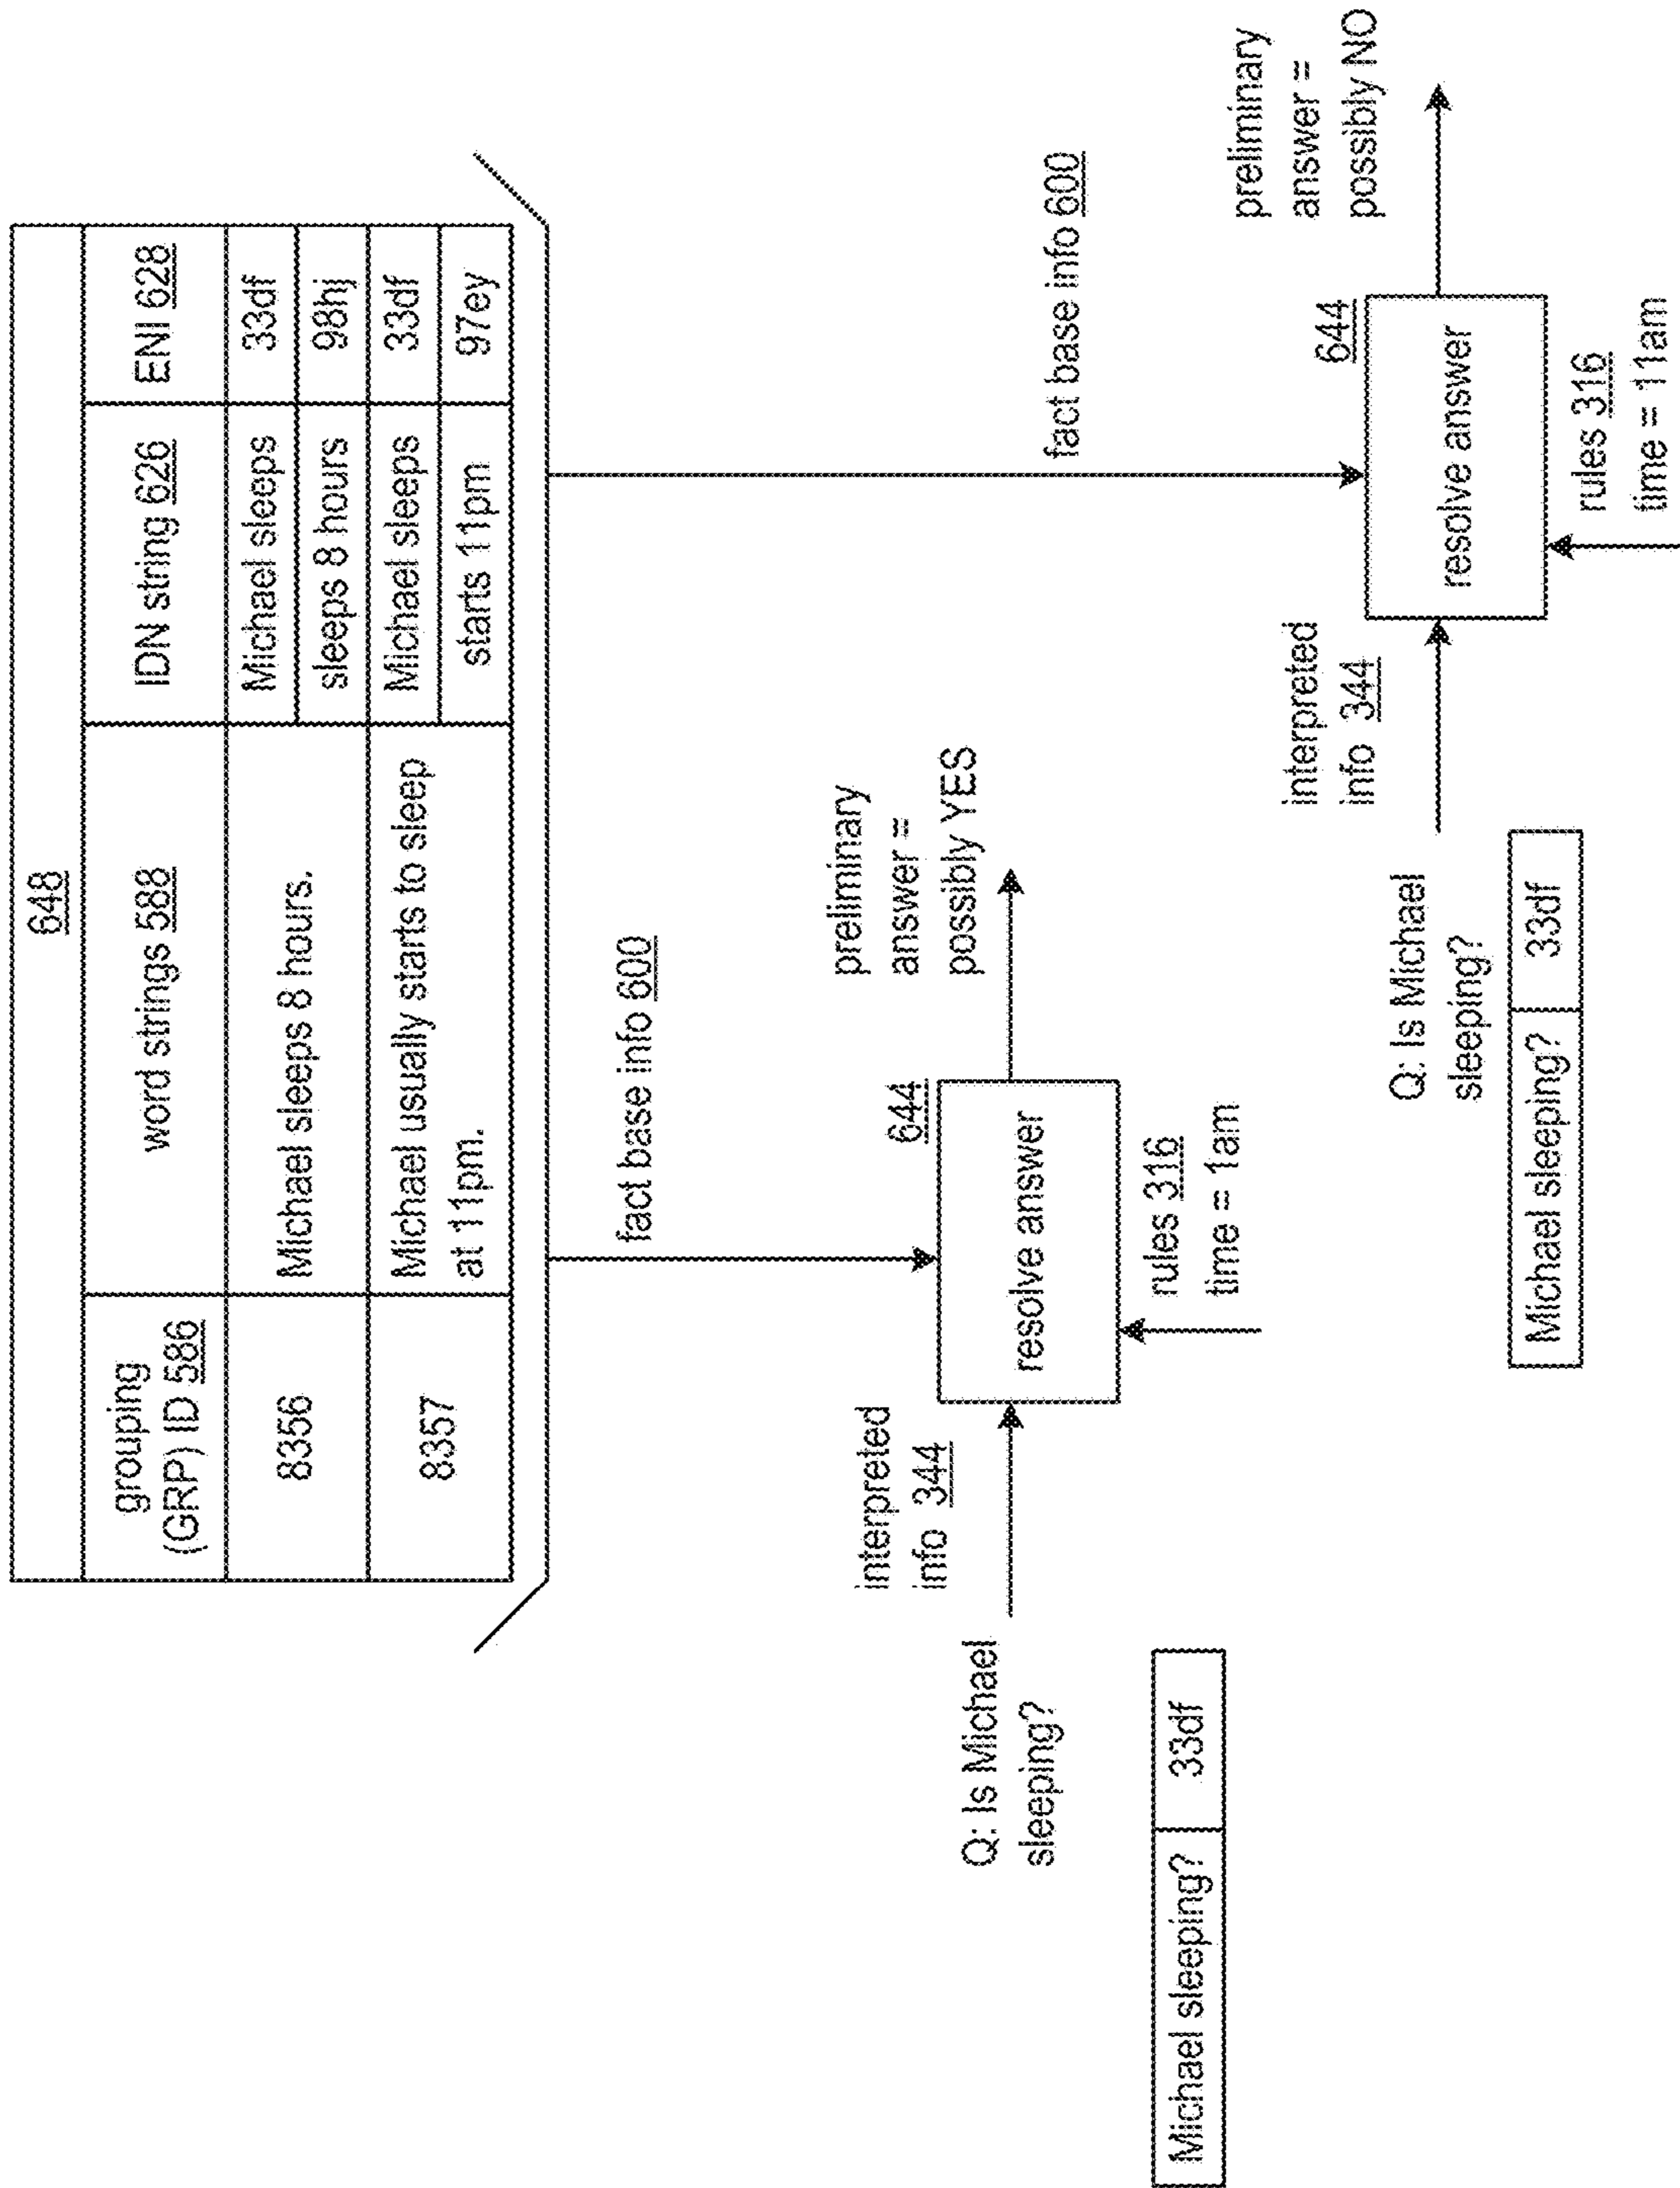 648
grouping
(GRP) ID 586
word strings 588
IDN string 626
ENI 628
8356
Michael sleeps 8 hours.
Michael sleeps
33df
sleeps 8 hours
98hj
8357
Michael usually starts to sleep
at 11pm.
Michael sleeps
33df
starts 11pm
97ey
fact base info 600
fact base info 600
Q: Is Michael
sleeping?
Michael sleeping?
33df
interpreted
info 344
644
resolve answer
rules 316
time = 1am
preliminary
answer =
possibly YES
Q: Is Michael
sleeping?
Michael sleeping?
33df
interpreted
info 344
644
resolve answer
rules 316
time = 11am
preliminary
answer =
possibly NO